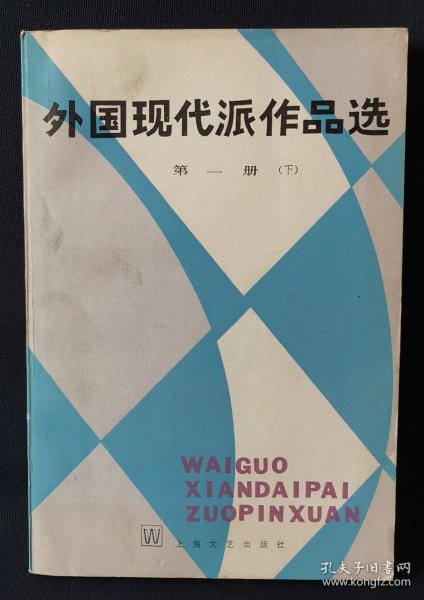 外国现代派作品选
第一册(下)
WAIGUO
XIANDAIPAI
ZUOPINXUAN
上海文艺出版社
孔夫子旧书网
www.kongfz.com